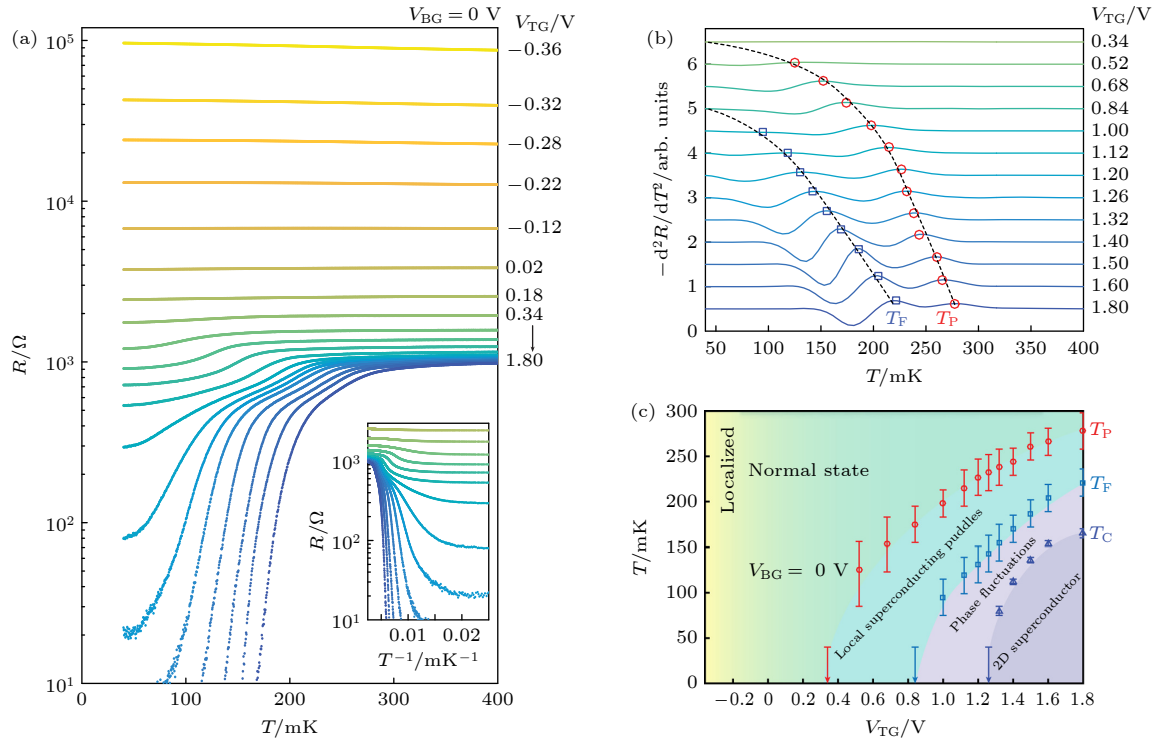 (a)
V_BG = 0 V
V_TG/V
10^5
10^4
10^3
10^2
10^1
R/Ω
−0.36
−0.32
−0.28
−0.22
−0.12
0.02
0.18
0.34
1.80
0
100
200
300
400
T/mK
R/Ω
10^3
10^2
10^1
0.01
0.02
T^−1/mK^−1
(b)
V_TG/V
−d^2R/dT^2/arb. units
6
5
4
3
2
1
0
0.34
0.52
0.68
0.84
1.00
1.12
1.20
1.26
1.32
1.40
1.50
1.60
1.80
T_F
T_P
50
100
150
200
250
300
350
400
T/mK
(c)
T/mK
300
250
200
150
100
50
0
Localized
Normal state
V_BG = 0 V
Local superconducting puddles
Phase fluctuations
2D superconductor
T_P
T_F
T_C
−0.2
0
0.2
0.4
0.6
0.8
1.0
1.2
1.4
1.6
1.8
V_TG/V